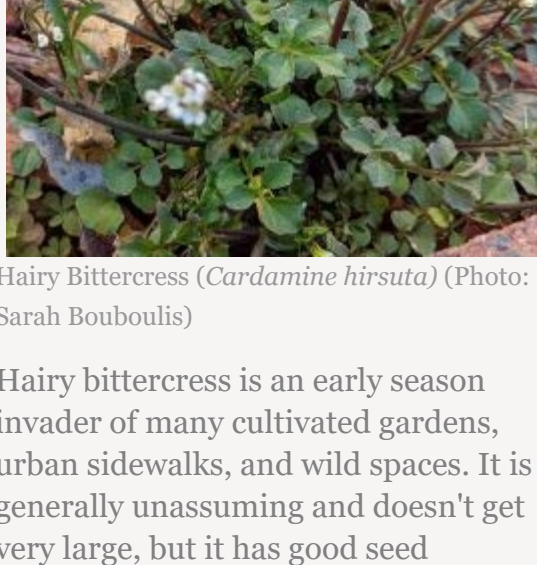 Hairy Bittercress (Cardamine hirsuta) (Photo:
Sarah Bouboulis)
Hairy bittercress is an early season
invader of many cultivated gardens,
urban sidewalks, and wild spaces. It is
generally unassuming and doesn't get
very large, but it has good seed